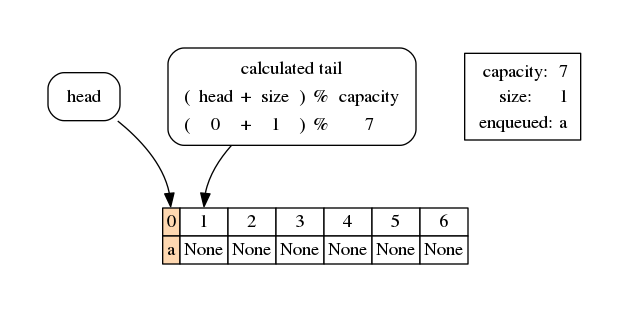 head
calculated tail
( head + size ) % capacity
( 0 + 1 ) % 7
capacity: 7
size: 1
enqueued: a
0 1 2 3 4 5 6
a None None None None None None